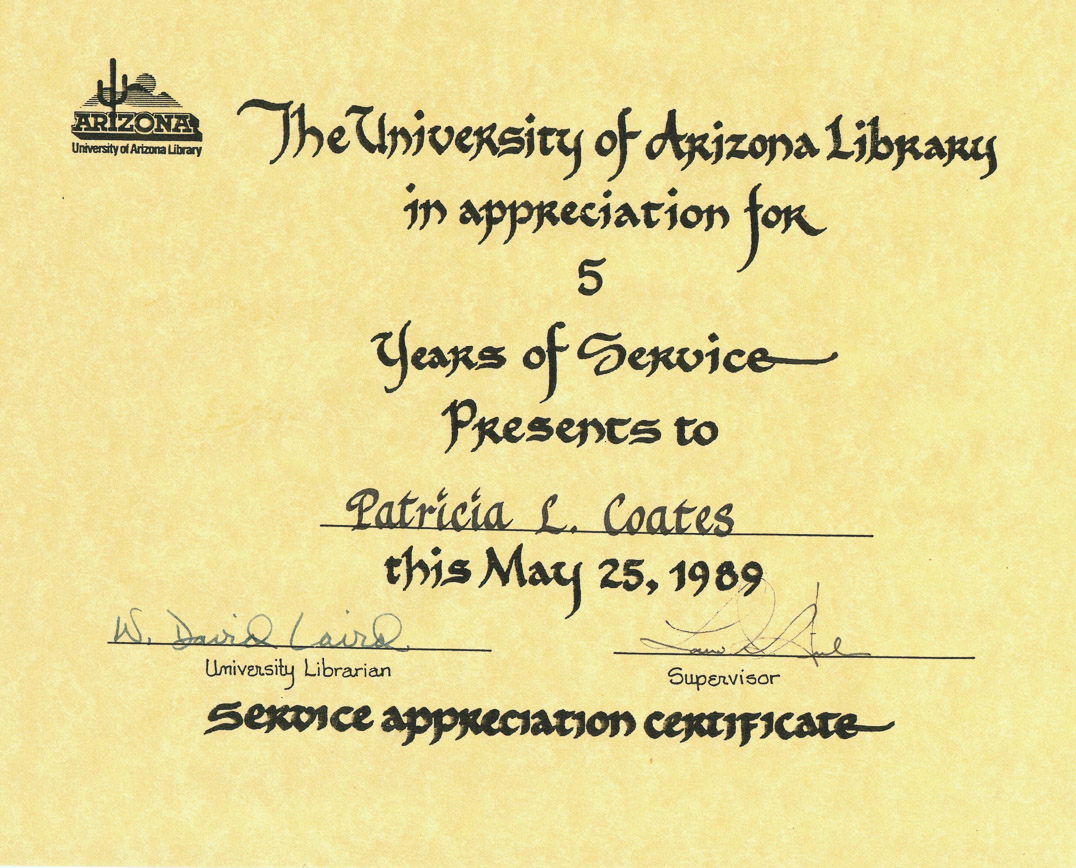 ARIZONA
University of Arizona Library
The University of Arizona Library
in appreciation for
5
Years of Service
Presents to
Patricia L. Coates
this May 25, 1989
W. David Laird
University Librarian
Supervisor
Service appreciation certificate